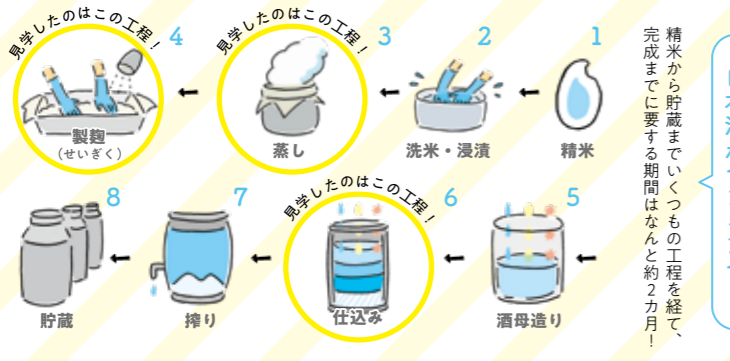 精米から貯蔵までいくつもの工程を経て、
完成までに要する期間はなんと約2カ月！
1
精米
2
洗米・浸漬
3
見学したのはこの工程！
蒸し
4
見学したのはこの工程！
製麹
（せいぎく）
5
酒母造り
6
見学したのはこの工程！
仕込み
7
搾り
8
貯蔵